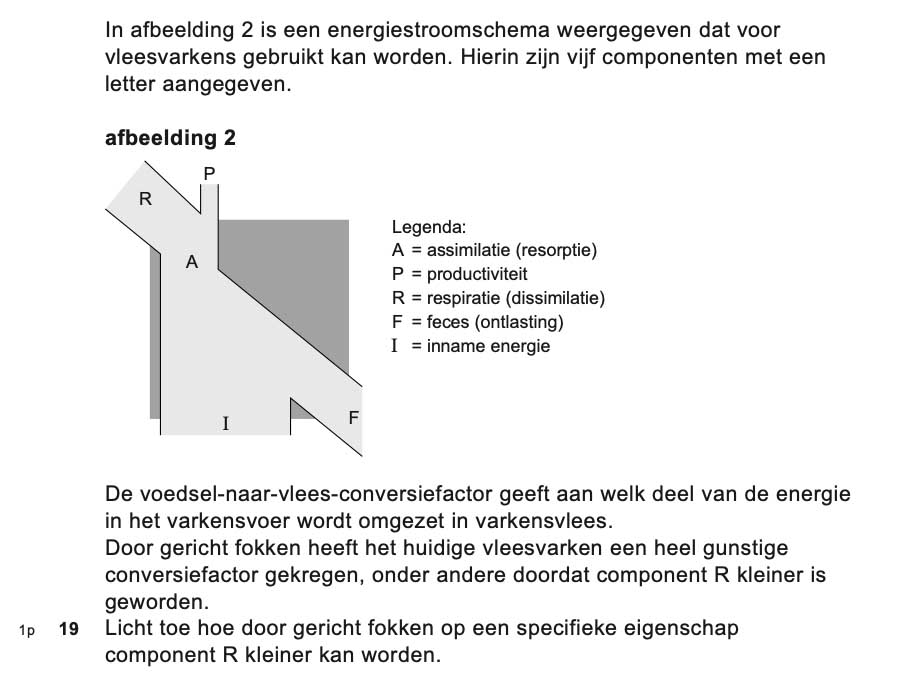 In afbeelding 2 is een energiestroomschema weergegeven dat voor
vleesvarkens gebruikt kan worden. Hierin zijn vijf componenten met een
letter aangegeven.
afbeelding 2
P
R
A
I
F
Legenda:
A = assimilatie (resorptie)
P = productiviteit
R = respiratie (dissimilatie)
F = feces (ontlasting)
I = inname energie
De voedsel-naar-vlees-conversiefactor geeft aan welk deel van de energie
in het varkensvoer wordt omgezet in varkensvlees.
Door gericht fokken heeft het huidige vleesvarken een heel gunstige
conversiefactor gekregen, onder andere doordat component R kleiner is
geworden.
1p 19 Licht toe hoe door gericht fokken op een specifieke eigenschap
component R kleiner kan worden.